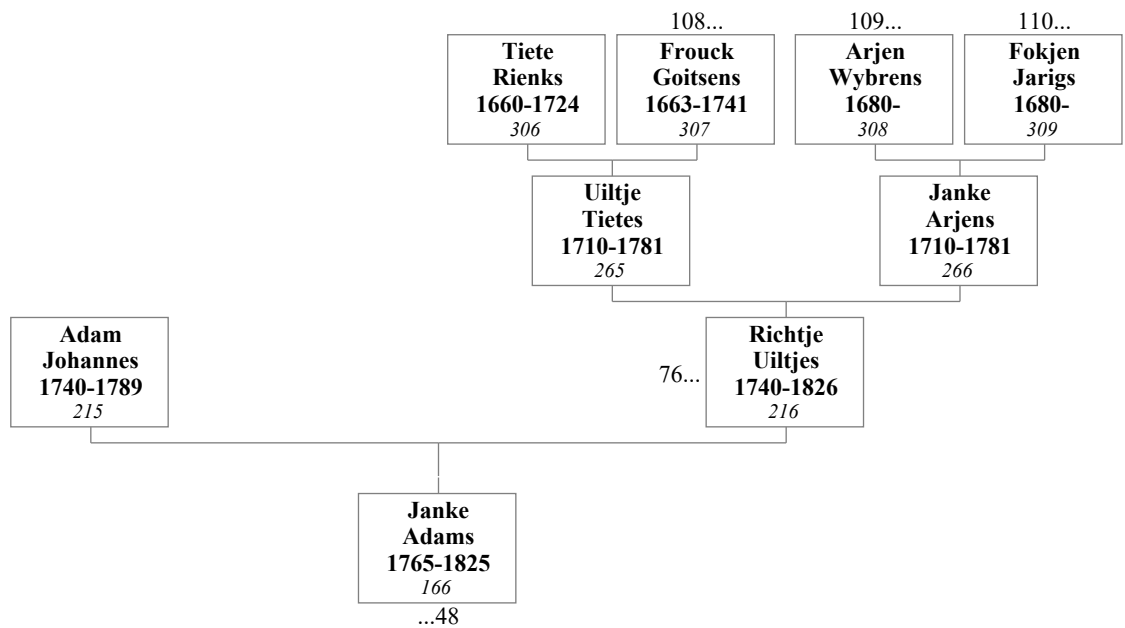 108...
109...
110...
Tiete
Rienks
1660-1724
306
Frouck
Goitsens
1663-1741
307
Arjen
Wybrens
1680-
308
Fokjen
Jarigs
1680-
309
Uiltje
Tietes
1710-1781
265
Janke
Arjens
1710-1781
266
Adam
Johannes
1740-1789
215
76...
Richtje
Uiltjes
1740-1826
216
Janke
Adams
1765-1825
166
...48